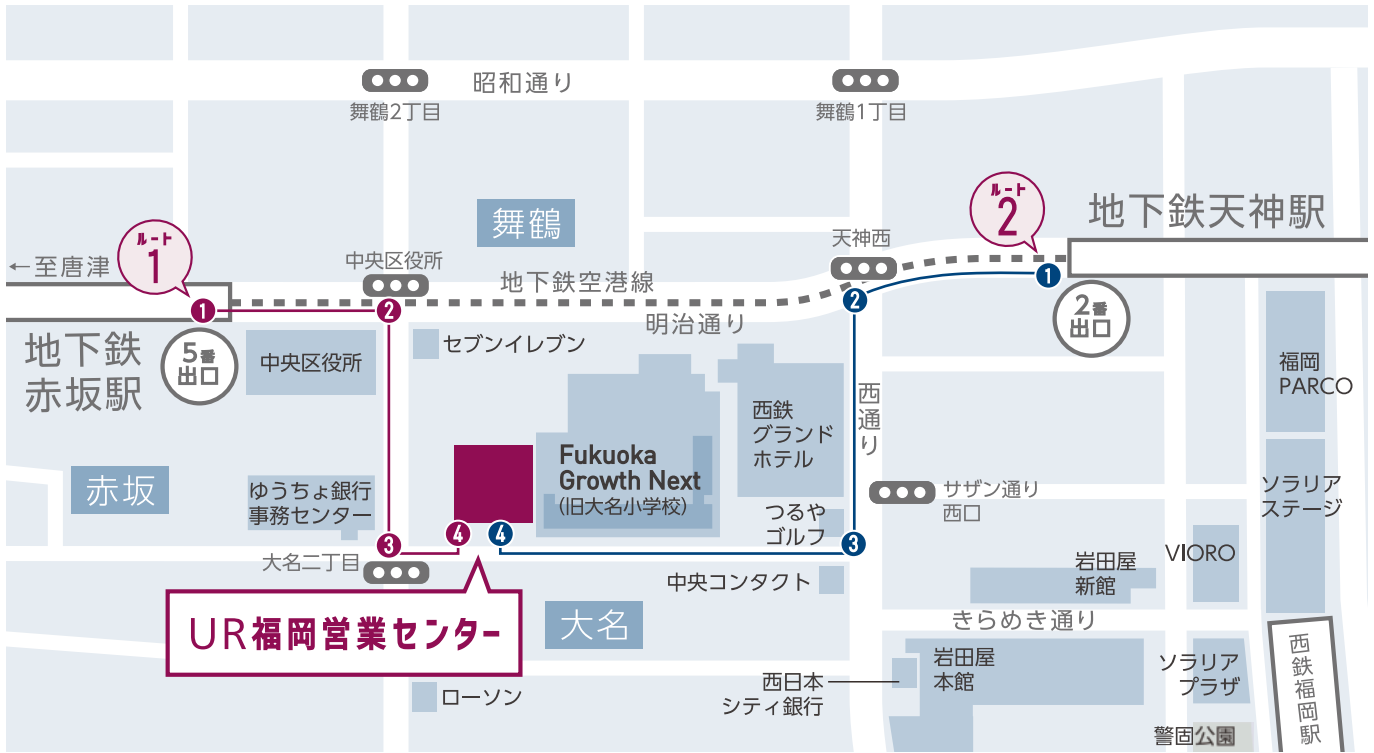 昭和通り
舞鶴2丁目
舞鶴1丁目
ルート
2
地下鉄天神駅
舞鶴
ルート
1
天神西
←至唐津
中央区役所
地下鉄空港線
1
2
1
2
明治通り
2番
出口
地下鉄
赤坂駅
5番
出口
中央区役所
セブンイレブン
福岡
PARCO
西通り
西鉄
グランド
ホテル
Fukuoka
Growth Next
(旧大名小学校)
赤坂
ゆうちょ銀行
事務センター
サザン通り
西口
ソラリア
ステージ
つるや
ゴルフ
3
4
4
3
大名二丁目
中央コンタクト
岩田屋
新館
VIORO
UR福岡営業センター
大名
きらめき通り
岩田屋
本館
ソラリア
プラザ
西鉄福岡駅
ローソン
西日本
シティ銀行
警固公園